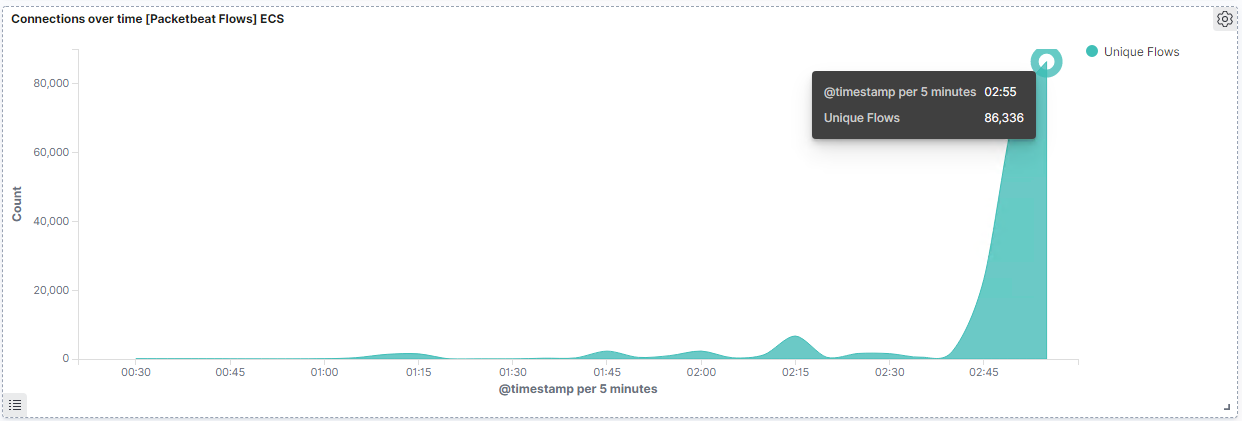 Connections over time [Packetbeat Flows] ECS
Unique Flows
@timestamp per 5 minutes 02:55
Unique Flows 86,336
80,000
60,000
40,000
20,000
0
Count
00:30 00:45 01:00 01:15 01:30 01:45 02:00 02:15 02:30 02:45
@timestamp per 5 minutes